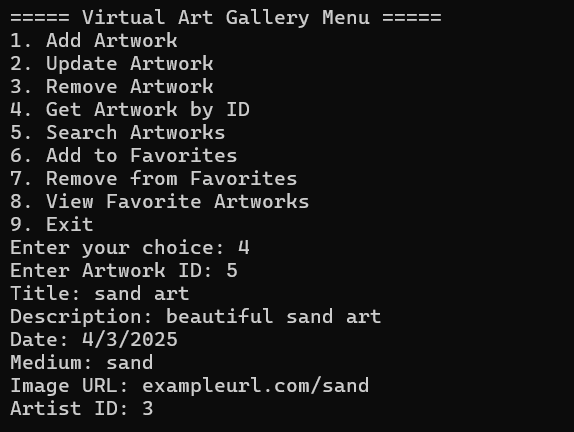 ===== Virtual Art Gallery Menu =====
1. Add Artwork
2. Update Artwork
3. Remove Artwork
4. Get Artwork by ID
5. Search Artworks
6. Add to Favorites
7. Remove from Favorites
8. View Favorite Artworks
9. Exit
Enter your choice: 4
Enter Artwork ID: 5
Title: sand art
Description: beautiful sand art
Date: 4/3/2025
Medium: sand
Image URL: exampleurl.com/sand
Artist ID: 3